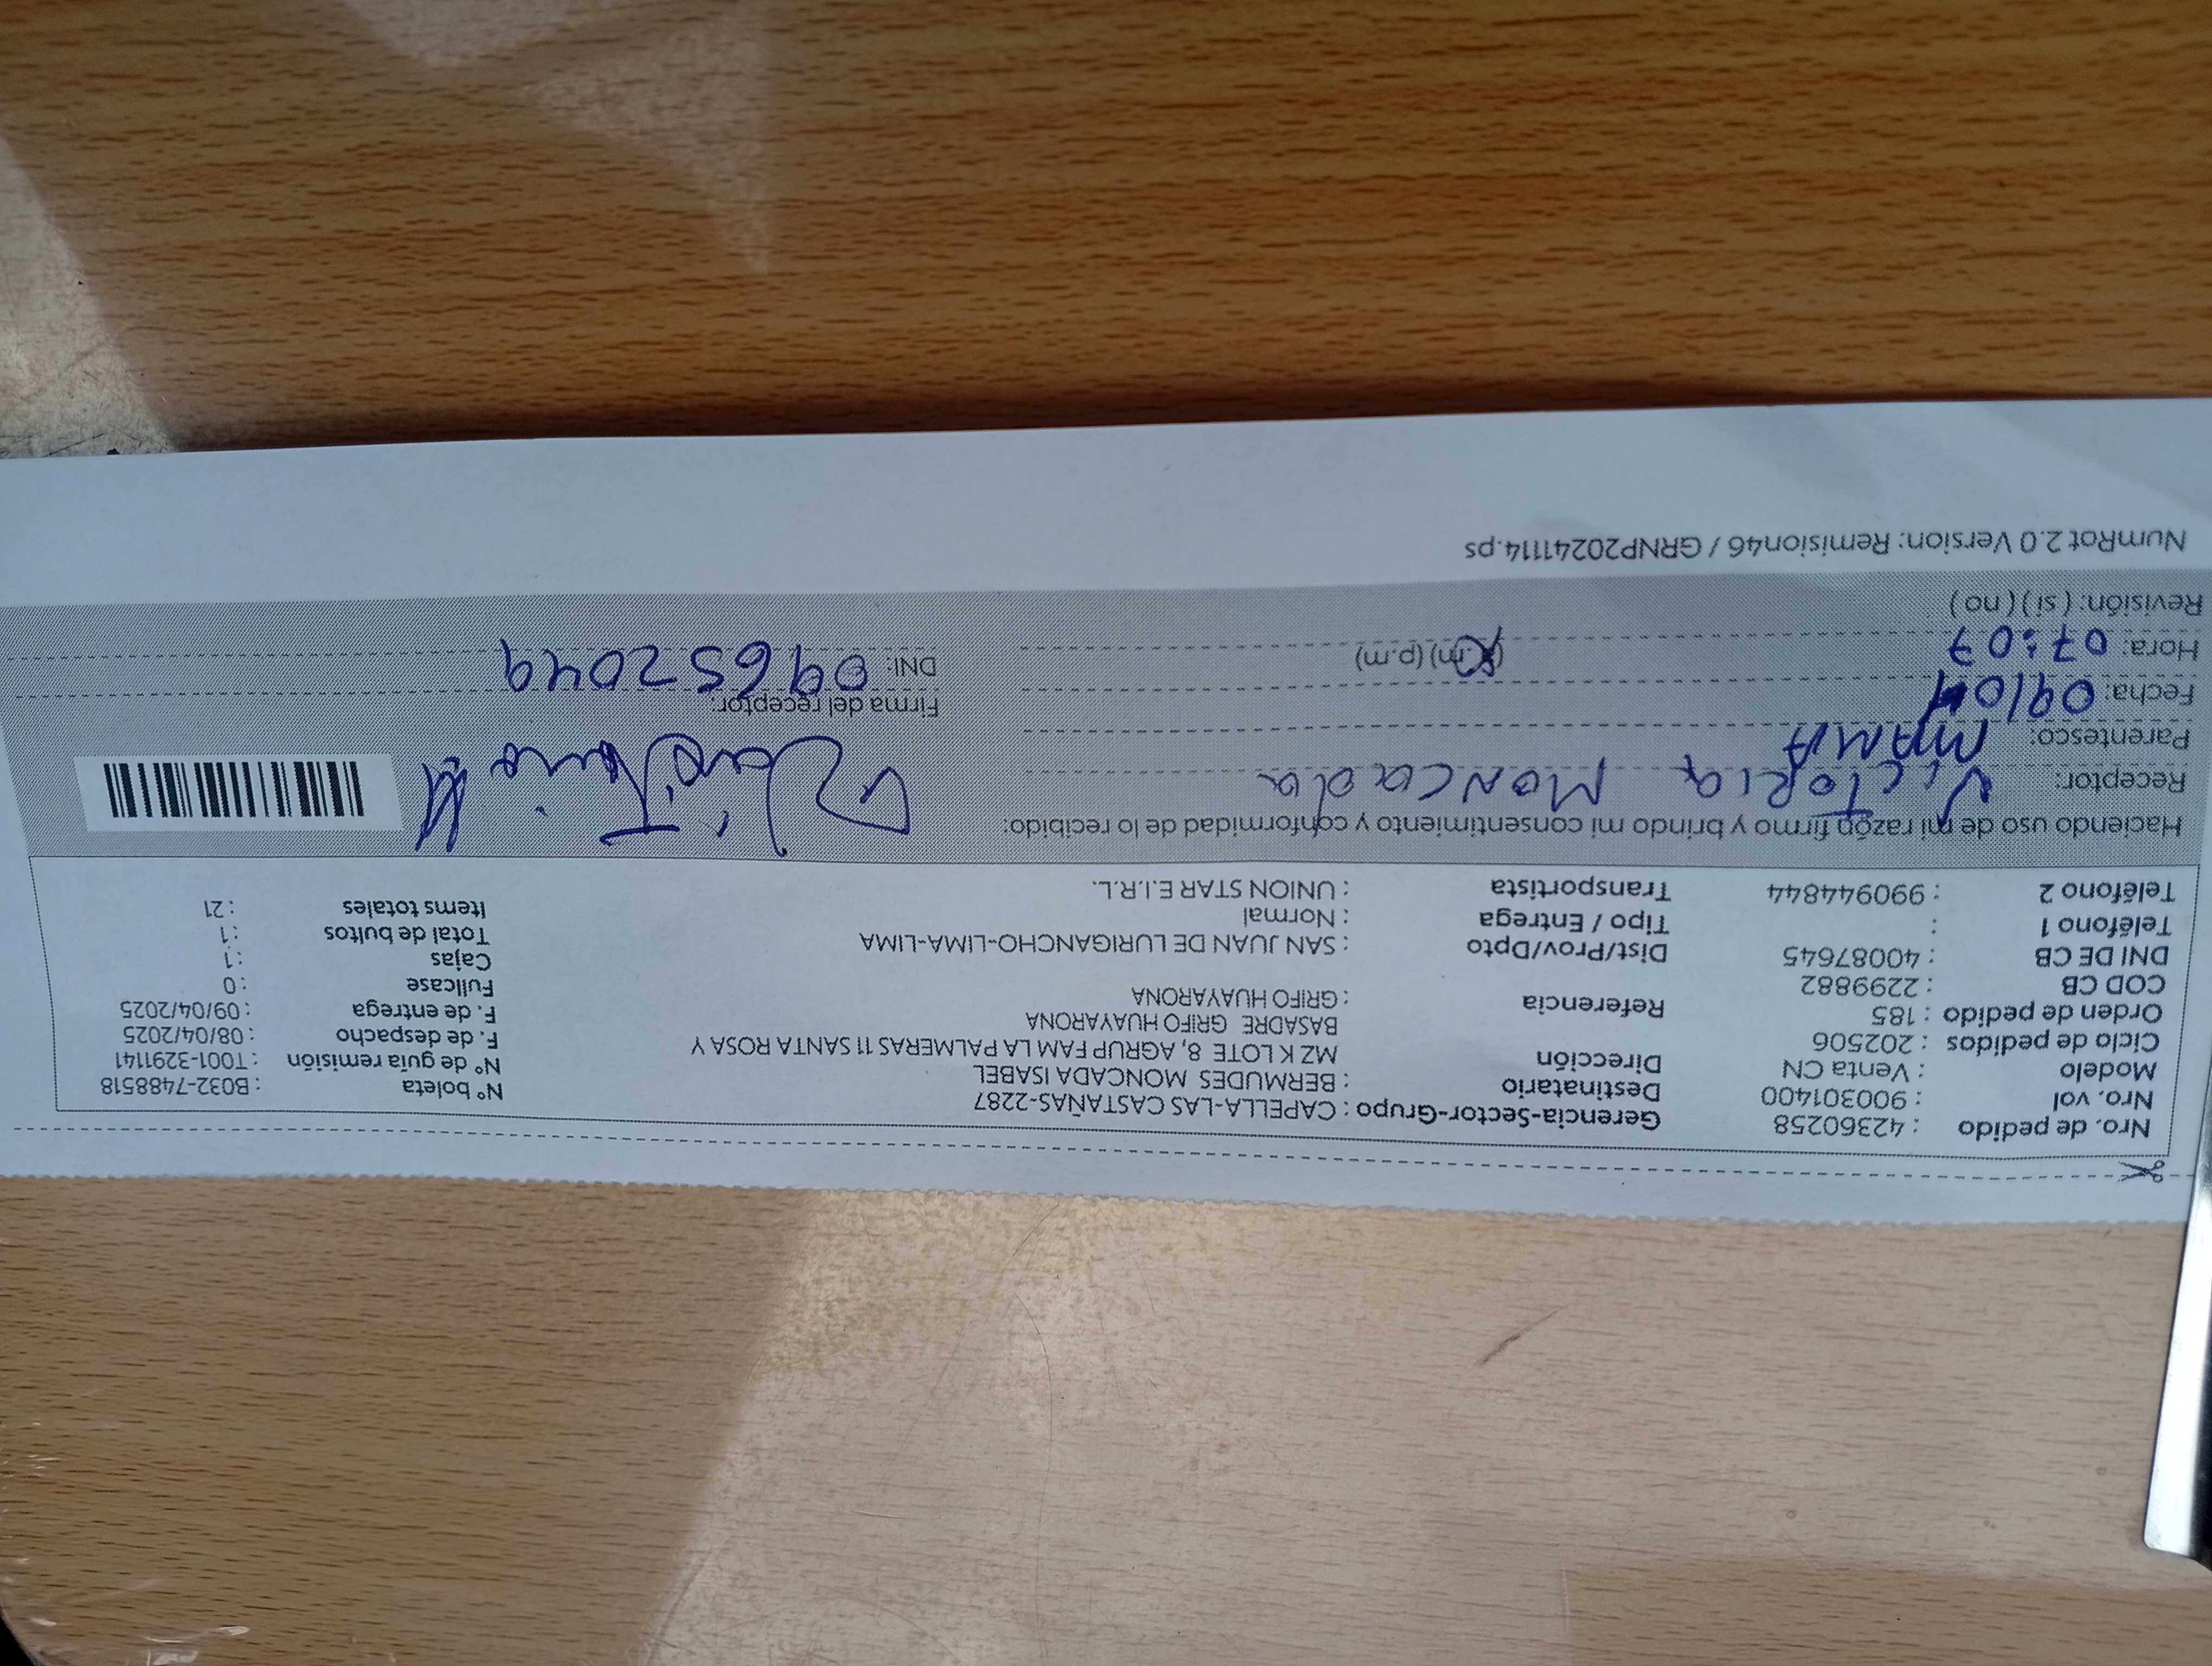 Nro. de pedido : 42360258 Gerencia-Sector-Grupo : CAPELLA-LAS CASTAÑAS-2287 N° boleta : B032-7488518
Nro. vol : 900301400 Destinatario : BERMUDES MONCADA ISABEL N° de guía remisión : T001-3291141
Modelo : Venta CN Dirección MZ K LOTE 8, AGRUP FAM LA PALMERAS 11 SANTA ROSA Y F. de despacho : 08/04/2025
Ciclo de pedidos : 202506 BASADRE GRIFO HUAYARONA F. de entrega : 09/04/2025
Orden de pedido : 185 Referencia : GRIFO HUAYARONA Fullcase : 0
COD CB : 2299882 Cajas : 1
DNI DE CB : 40087645 Dist/Prov/Dpto : SAN JUAN DE LURIGANCHO-LIMA-LIMA Total de bultos : 1
Teléfono 1 : Tipo / Entrega : Normal Items totales : 21
Teléfono 2 : 990944844 Transportista : UNION STAR E.I.R.L.
Haciendo uso de mi razón firmo y brindo mi consentimiento y conformidad de lo recibido:
Receptor: VICTORIA MONCADA
Parentesco: MAMA
Fecha: 09/04 Firma del receptor:
Hora: 07:07 (a.m) (p.m) DNI: 09652049
Revisión: ( si ) ( no )
NumRot 2.0 Version: Remision46 / GRNP20241114.ps